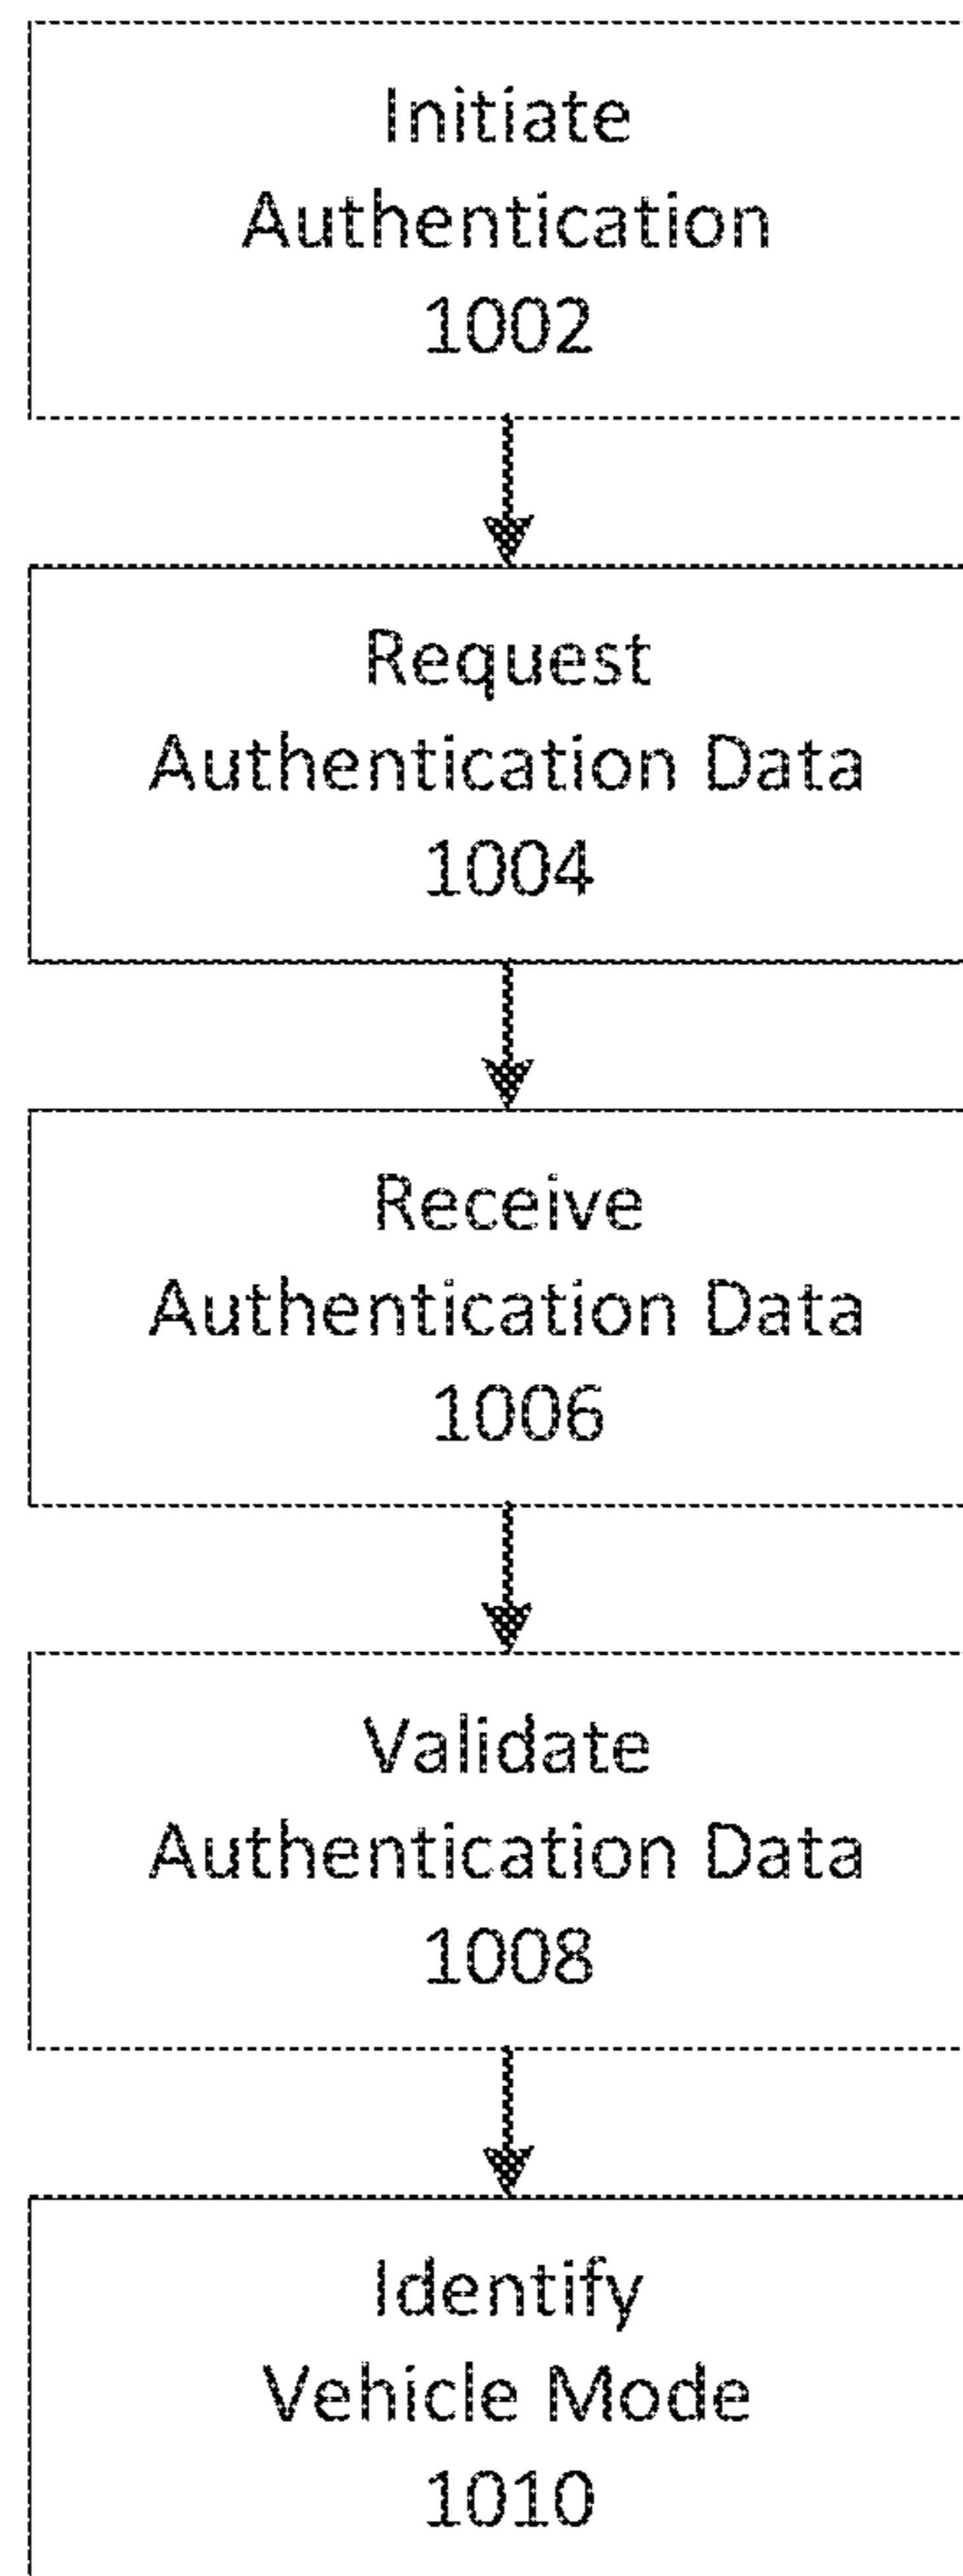 Initiate
Authentication
1002
Request
Authentication Data
1004
Receive
Authentication Data
1006
Validate
Authentication Data
1008
Identify
Vehicle Mode
1010